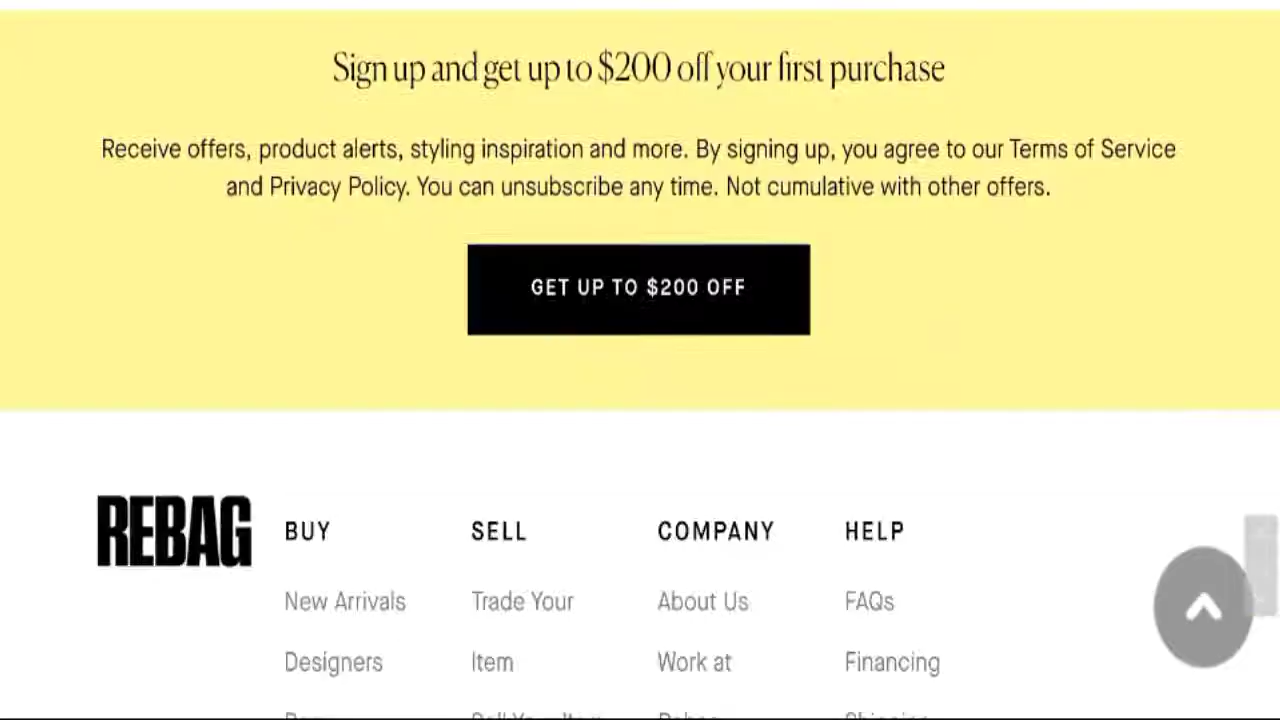 Sign up and get up to $200 off your first purchase
Receive offers, product alerts, styling inspiration and more. By signing up, you agree to our Terms of Service
and Privacy Policy. You can unsubscribe any time. Not cumulative with other offers.
GET UP TO $200 OFF
REBAG
BUY
New Arrivals
Designers
SELL
Trade Your
Item
COMPANY
About Us
Work at
HELP
FAQs
Financing